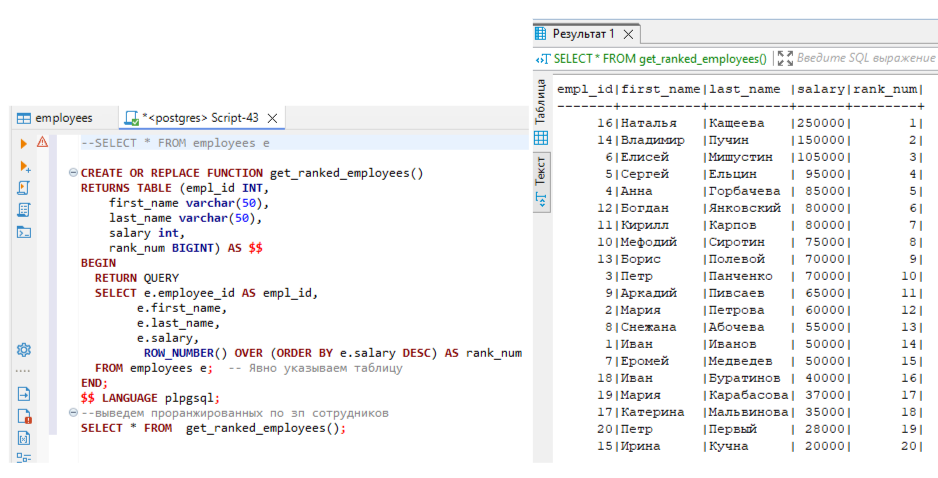 employees
*<postgres> Script-43
--SELECT * FROM employees e
CREATE OR REPLACE FUNCTION get_ranked_employees()
RETURNS TABLE (empl_id INT,
first_name varchar(50),
last_name varchar(50),
salary int,
rank_num BIGINT) AS $$
BEGIN
RETURN QUERY
SELECT e.employee_id AS empl_id,
e.first_name,
e.last_name,
e.salary,
ROW_NUMBER() OVER (ORDER BY e.salary DESC) AS rank_num
FROM employees e;  -- Явно указываем таблицу
END;
$$ LANGUAGE plpgsql;
--выведем проранжированных по зп сотрудников
SELECT * FROM  get_ranked_employees();
Результат 1
SELECT * FROM get_ranked_employees()
Введите SQL выражение
Таблица
Текст
empl_id|first_name|last_name |salary|rank_num|
-------+----------+----------+------+--------+
16|Наталья |Кащеева |250000| 1|
14|Владимир |Пучин |150000| 2|
6|Елисей |Мишустин |105000| 3|
5|Сергей |Ельцин | 95000| 4|
4|Анна |Горбачева | 85000| 5|
12|Богдан |Янковский | 80000| 6|
11|Кирилл |Карпов | 80000| 7|
10|Мефодий |Сиротин | 75000| 8|
13|Борис |Полевой | 70000| 9|
3|Петр |Панченко | 70000| 10|
9|Аркадий |Пивсаев | 65000| 11|
2|Мария |Петрова | 60000| 12|
8|Снежана |Абочева | 55000| 13|
1|Иван |Иванов | 50000| 14|
7|Еромей |Медведев | 50000| 15|
18|Иван |Буратинов | 40000| 16|
19|Мария |Карабасова| 37000| 17|
17|Катерина |Мальвинова| 35000| 18|
20|Петр |Первый | 28000| 19|
15|Ирина |Кучна | 20000| 20|